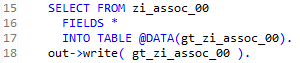 15 SELECT FROM zi_assoc_00
16 FIELDS *
17 INTO TABLE @DATA(gt_zi_assoc_00).
18 out->write( gt_zi_assoc_00 ).